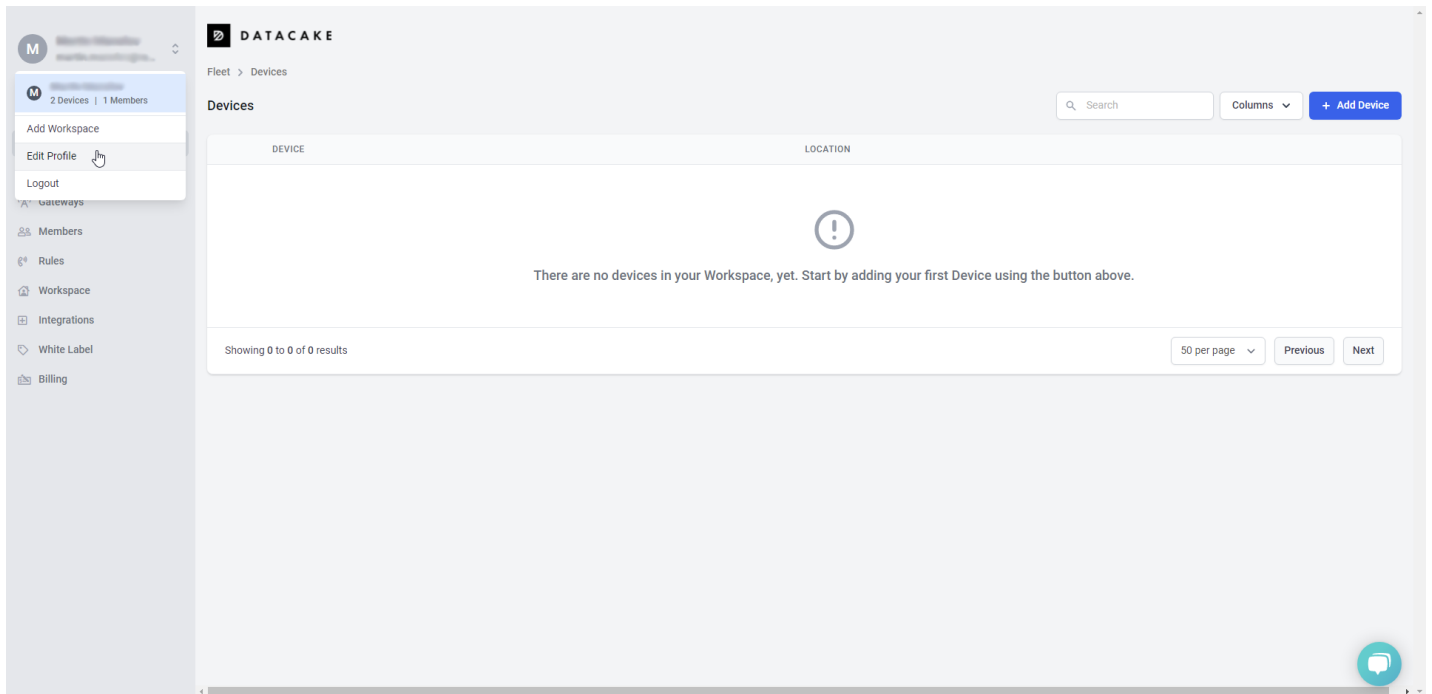 M
M
2 Devices | 1 Members
Add Workspace
Edit Profile
Logout
Gateways
Members
Rules
Workspace
Integrations
White Label
Billing
DATACAKE
Fleet > Devices
Devices
Search
Columns
+ Add Device
DEVICE LOCATION
There are no devices in your Workspace, yet. Start by adding your first Device using the button above.
Showing 0 to 0 of 0 results
50 per page
Previous
Next